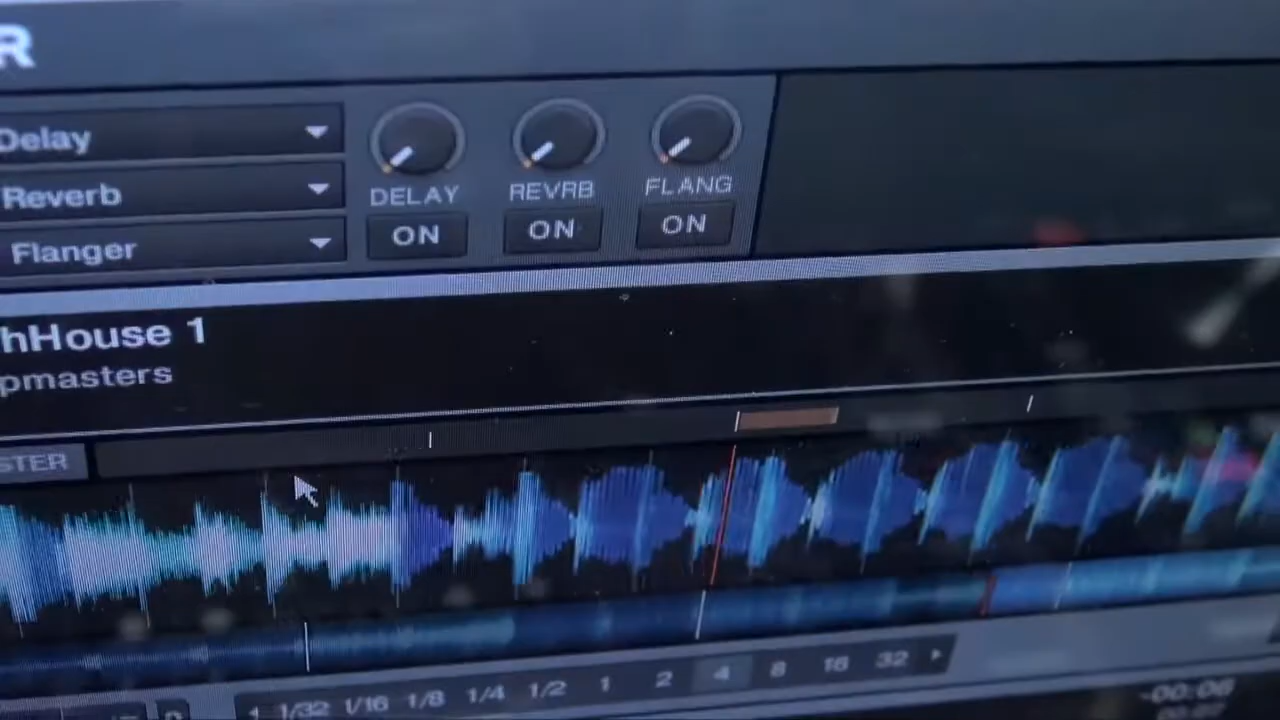 R
Delay
Reverb
Flanger
DELAY REVRB FLANG
ON ON ON
hHouse 1
pmasters
STER
1/32 1/16 1/8 1/4 1/2 1 2 4 8 16 32
-00:06